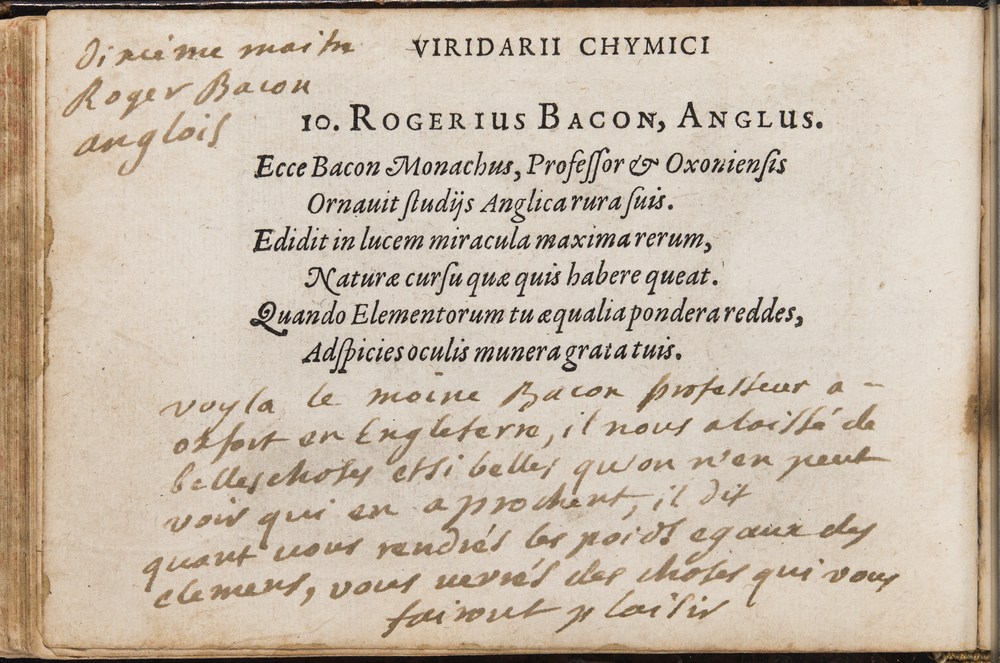 dixième maitre
Roger Bacon
anglois
VIRIDARII CHYMICI
10. ROGERIUS BACON, ANGLUS.
Ecce Bacon Monachus, Profeſſor & Oxonienſis
Ornauit ſtudijs Anglica rura ſuis.
Edidit in lucem miracula maxima rerum,
Naturæ curſu quæ quis habere queat.
Quando Elementorum tu æqualia pondera reddes,
Adſpicies oculis munera grata tuis.
voyla le moine Bacon professeur a -
oxfort en Engleterre, il nous a laissé de
belles choses et si belles qu'on n'en peut
voir qui en aprochent, il dit
quant vous rendrés les poids egaux des
elemens, vous verrés des choses qui vous
fairont plaisir